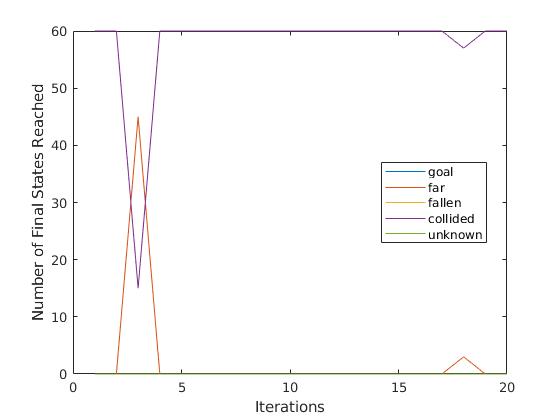 60
50
40
30
20
10
0
Number of Final States Reached
goal
far
fallen
collided
unknown
0 5 10 15 20
Iterations